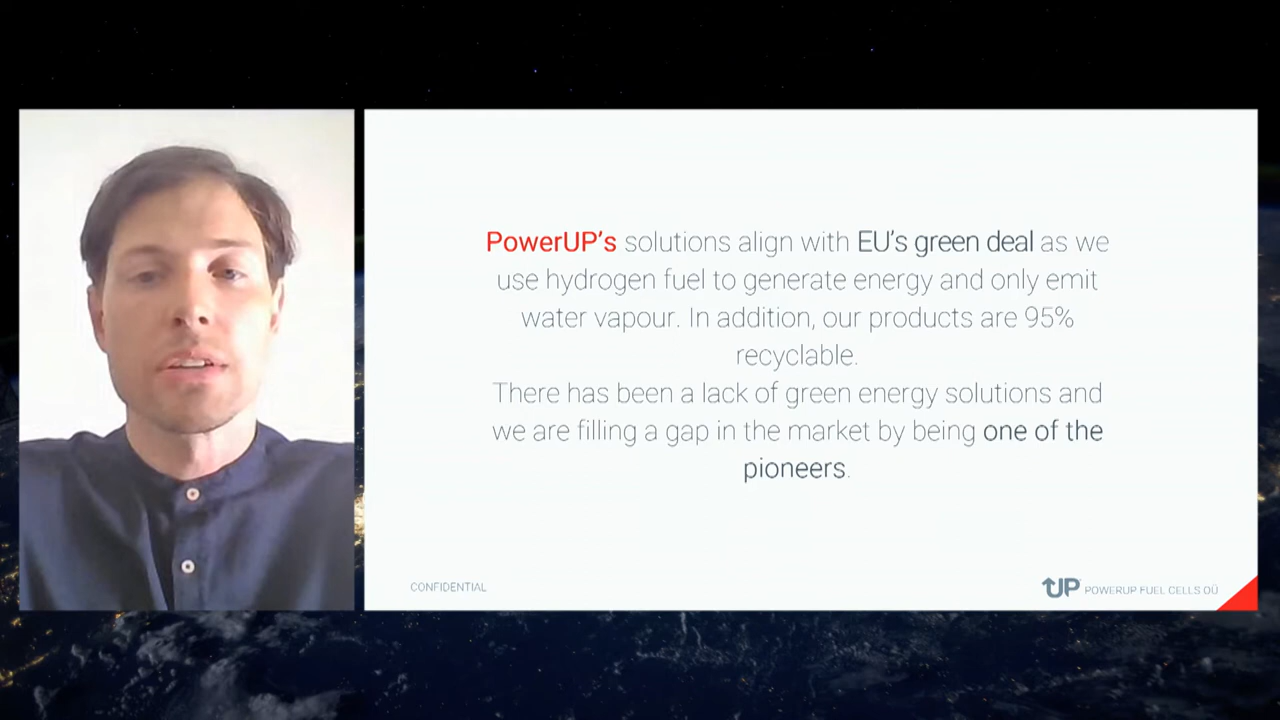 PowerUP's solutions align with EU's green deal as we
use hydrogen fuel to generate energy and only emit
water vapour. In addition, our products are 95%
recyclable.
There has been a lack of green energy solutions and
we are filling a gap in the market by being one of the
pioneers.
CONFIDENTIAL
UP POWERUP FUEL CELLS OÜ